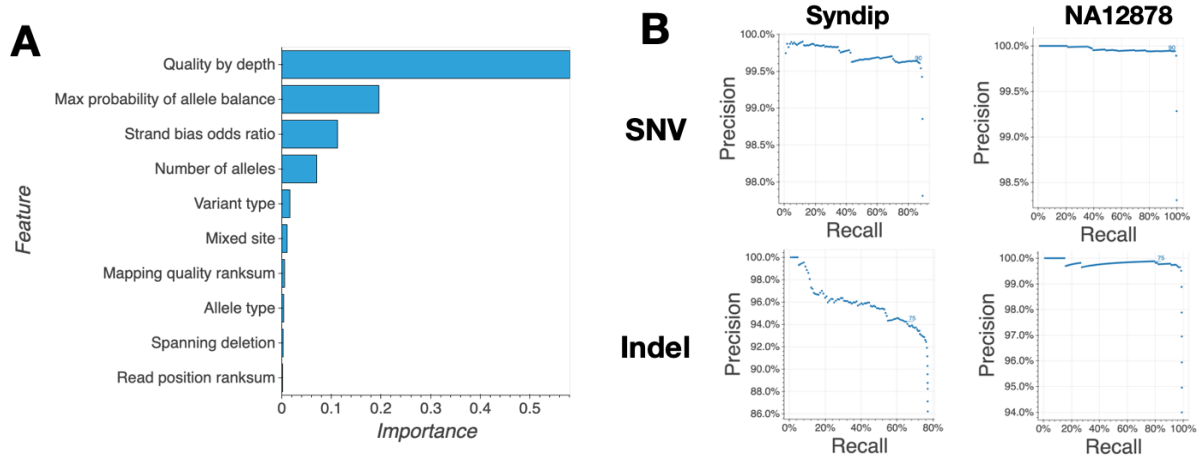 A
Quality by depth
Max probability of allele balance
Strand bias odds ratio
Number of alleles
Variant type
Mixed site
Mapping quality ranksum
Allele type
Spanning deletion
Read position ranksum
Feature
0 0.1 0.2 0.3 0.4 0.5
Importance
B
Syndip
NA12878
SNV
Indel
100.0%
99.5%
99.0%
98.5%
98.0%
Precision
90
0% 20% 40% 60% 80%
Recall
100.0%
99.5%
99.0%
98.5%
Precision
90
0% 20% 40% 60% 80% 100%
Recall
100.0%
98.0%
96.0%
94.0%
92.0%
90.0%
88.0%
86.0%
Precision
75
0% 20% 40% 60% 80%
Recall
100.0%
99.0%
98.0%
97.0%
96.0%
95.0%
94.0%
Precision
75
0% 20% 40% 60% 80% 100%
Recall